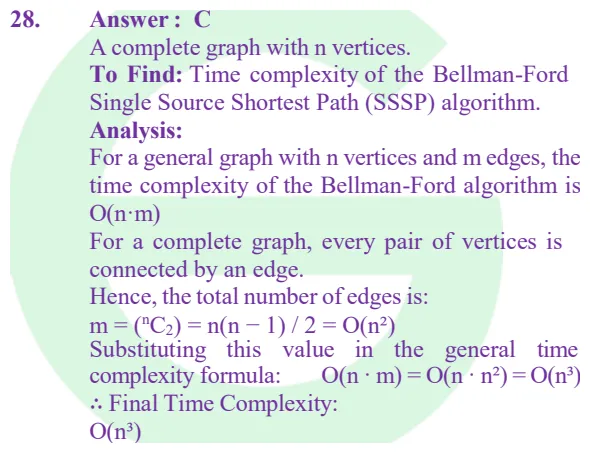 28. Answer : C
A complete graph with n vertices.
To Find: Time complexity of the Bellman-Ford
Single Source Shortest Path (SSSP) algorithm.
Analysis:
For a general graph with n vertices and m edges, the
time complexity of the Bellman-Ford algorithm is
O(n·m)
For a complete graph, every pair of vertices is
connected by an edge.
Hence, the total number of edges is:
m = (ⁿC₂) = n(n − 1) / 2 = O(n²)
Substituting this value in the general time
complexity formula: O(n · m) = O(n · n²) = O(n³)
∴ Final Time Complexity:
O(n³)